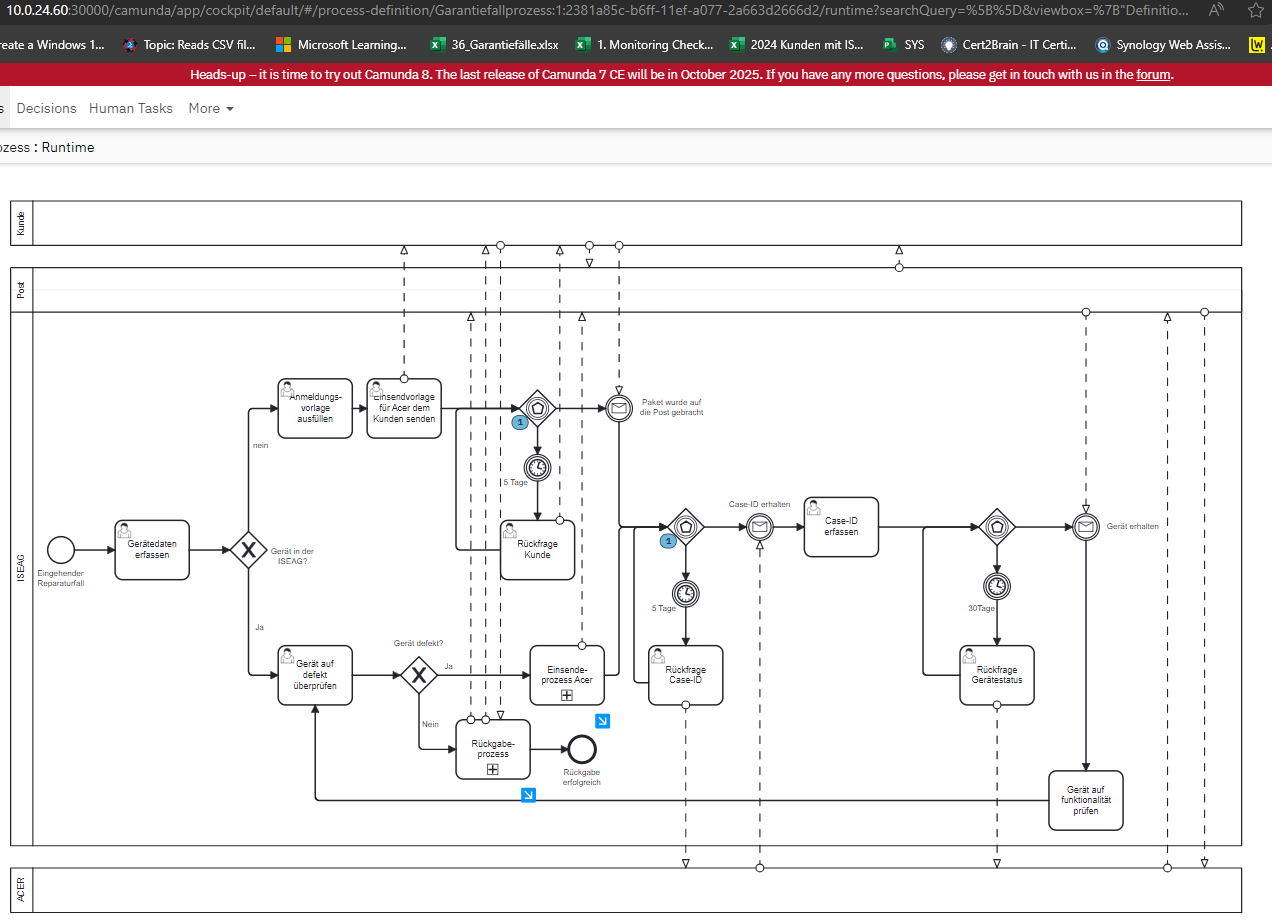 10.0.24.60:30000/camunda/app/cockpit/default/#/process-definition/Garantiefallprozess:1:2381a85c-b6ff-11ef-a077-2a663d2666d2/runtime?searchQuery=%5B%5D&viewbox=%7B"Definitio...
reate a Windows 1... Topic: Reads CSV fil... Microsoft Learning... 36_Garantiefälle.xlsx 1. Monitoring Check... 2024 Kunden mit IS... SYS Cert2Brain - IT Certi... Synology Web Assis...
Heads-up – it is time to try out Camunda 8. The last release of Camunda 7 CE will be in October 2025. If you have any more questions, please get in touch with us in the forum.
s Decisions Human Tasks More
ozess : Runtime
Kunde
Post
ISEAG
Eingehender
Reparaturfall
Gerätedaten
erfassen
Gerät in der
ISEAG?
nein
Ja
Anmeldungs-
vorlage
ausfüllen
Einsendvorlage
für Acer dem
Kunden senden
1
5 Tage
Rückfrage
Kunde
Paket wurde auf
die Post gebracht
Gerät auf
defekt
überprüfen
Gerät defekt?
Ja
Nein
Einsende-
prozess Acer
Rückgabe-
prozess
Rückgabe
erfolgreich
1
5 Tage
Rückfrage
Case-ID
Case-ID erhalten
Case-ID
erfassen
30Tage
Rückfrage
Gerätestatus
Gerät erhalten
Gerät auf
funktionalität
prüfen
ACER